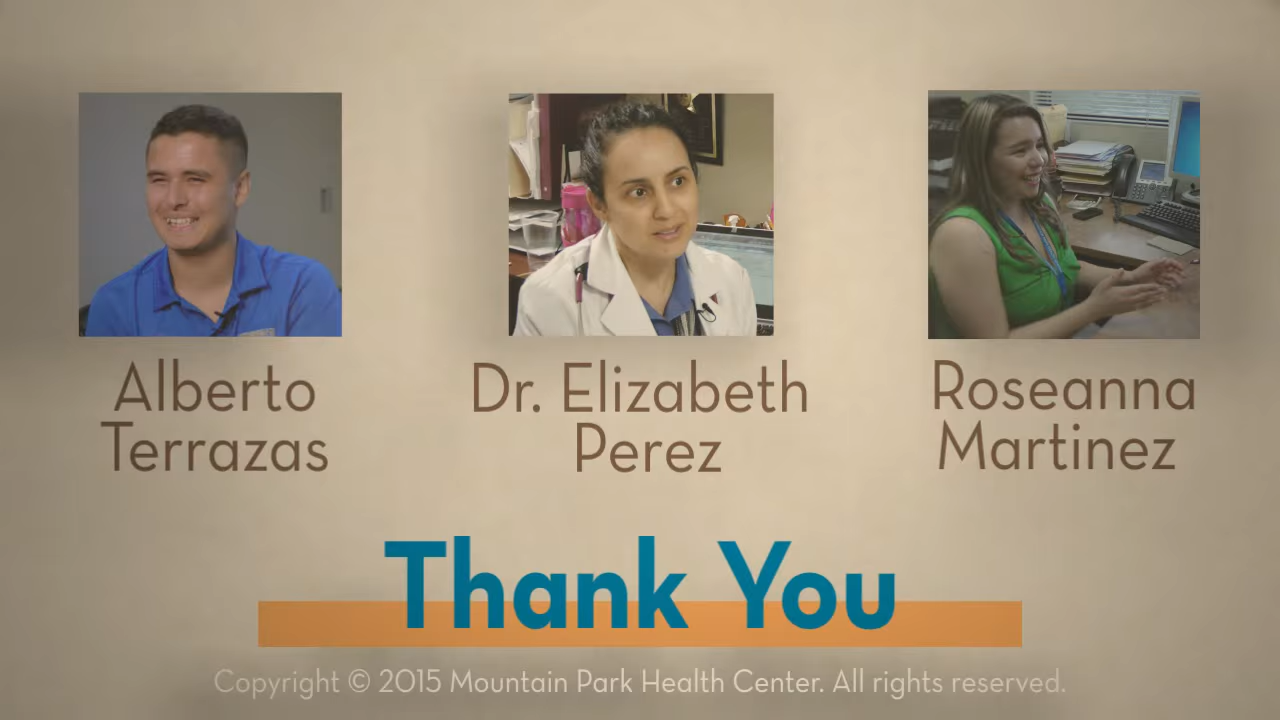 Alberto
Terrazas
Dr. Elizabeth
Perez
Roseanna
Martinez
Thank You
Copyright © 2015 Mountain Park Health Center. All rights reserved.